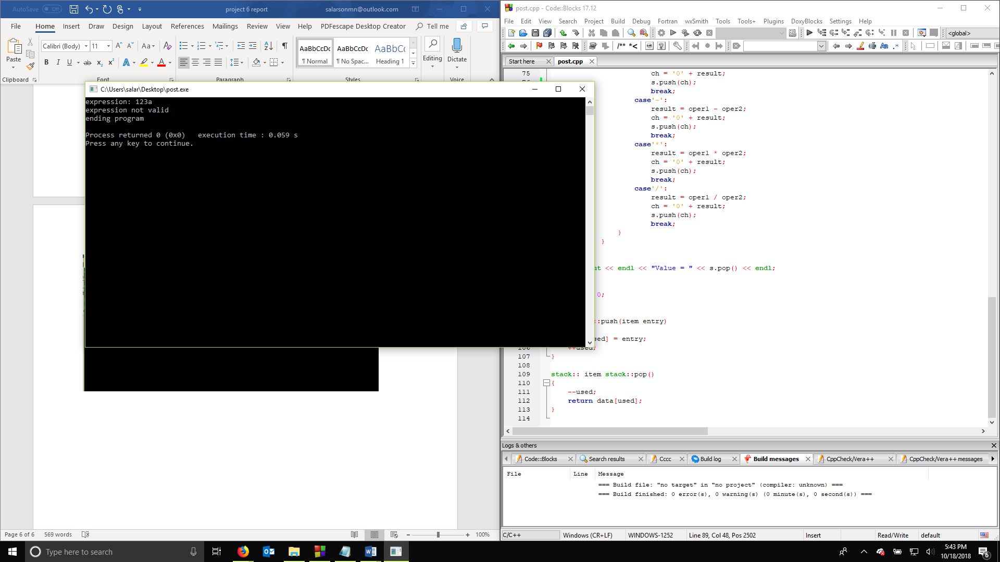 AutoSave Off project 6 report salarsonmn@outlook.com
File Home Insert Draw Design Layout References Mailings Review View Help PDFescape Desktop Creator Tell me
Paste
Clipboard
Calibri (Body) 11
Font
Paragraph
AaBbCcDc AaBbCcDc AaBbCc
¶ Normal ¶ No Spac... Heading 1
Styles
Editing
Dictate
Voice
C:\Users\salar\Desktop\post.exe
expression: 123a
expression not valid
ending program
Process returned 0 (0x0) execution time : 0.059 s
Press any key to continue.
Page 6 of 6 569 words 100%
post.cpp - Code::Blocks 17.12
File Edit View Search Project Build Debug Fortran wxSmith Tools Tools+ Plugins DoxyBlocks Settings Help
<global>
Start here post.cpp
75 ch = '0' + result;
s.push(ch);
break;
case'-':
result = oper1 - oper2;
ch = '0' + result;
s.push(ch);
break;
case'*':
result = oper1 * oper2;
ch = '0' + result;
s.push(ch);
break;
case'/':
result = oper1 / oper2;
ch = '0' + result;
s.push(ch);
break;
}
}
<< endl << "Value = " << s.pop() << endl;
0;
::push(item entry)
] = entry;
++used;
107 }
108
109 stack:: item stack::pop()
110 {
111 --used;
112 return data[used];
113 }
114
Logs & others
Code::Blocks Search results Cccc Build log Build messages CppCheck/Vera++ CppCheck/Vera++ messages
File Line Message
=== Build file: "no target" in "no project" (compiler: unknown) ===
=== Build finished: 0 error(s), 0 warning(s) (0 minute(s), 0 second(s)) ===
C/C++ Windows (CR+LF) WINDOWS-1252 Line 89, Col 48, Pos 2502 Insert Read/Write default
Type here to search
5:43 PM
10/18/2018
6